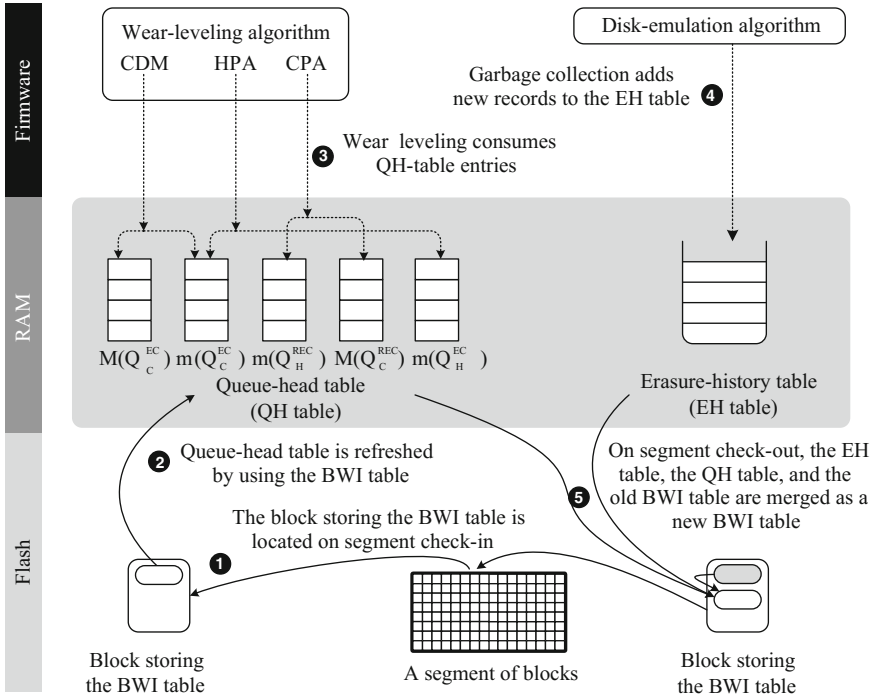 Firmware
Wear-leveling algorithm
CDM HPA CPA
Disk-emulation algorithm
Garbage collection adds
new records to the EH table
4
3
Wear leveling consumes
QH-table entries
RAM
M(Q_C^EC) m(Q_C^EC) m(Q_H^REC) M(Q_C^REC) m(Q_H^EC)
Queue-head table
(QH table)
Erasure-history table
(EH table)
Flash
2
Queue-head table is refreshed
by using the BWI table
On segment check-out, the EH
table, the QH table, and the
old BWI table are merged as a
new BWI table
5
The block storing the BWI table is
located on segment check-in
1
Block storing
the BWI table
A segment of blocks
Block storing
the BWI table